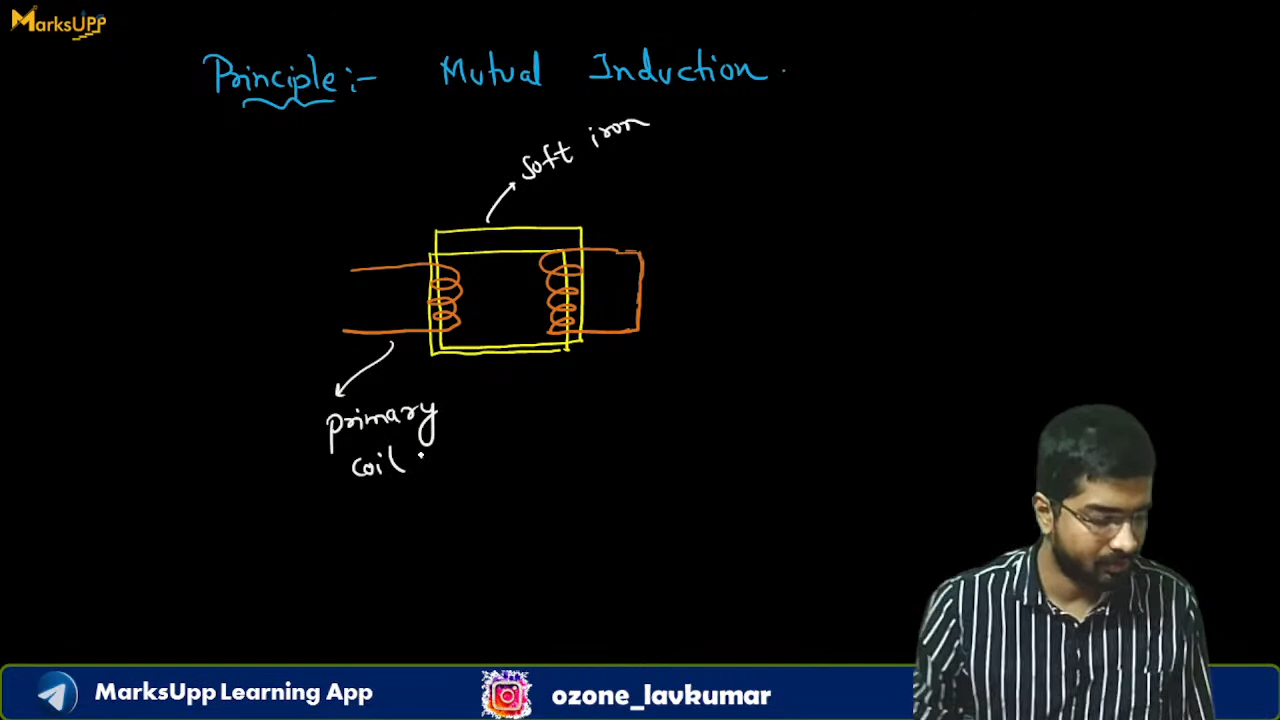 MarksUPP
Principle:- Mutual Induction.
soft iron
primary
coil.
MarksUpp Learning App
ozone_lavkumar